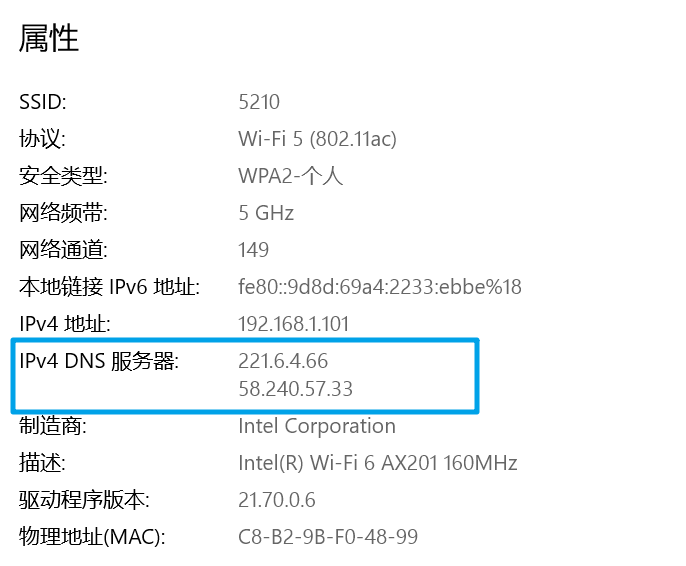 属性
SSID: 5210
协议: Wi-Fi 5 (802.11ac)
安全类型: WPA2-个人
网络频带: 5 GHz
网络通道: 149
本地链接 IPv6 地址: fe80::9d8d:69a4:2233:ebbe%18
IPv4 地址: 192.168.1.101
IPv4 DNS 服务器: 221.6.4.66
58.240.57.33
制造商: Intel Corporation
描述: Intel(R) Wi-Fi 6 AX201 160MHz
驱动程序版本: 21.70.0.6
物理地址(MAC): C8-B2-9B-F0-48-99